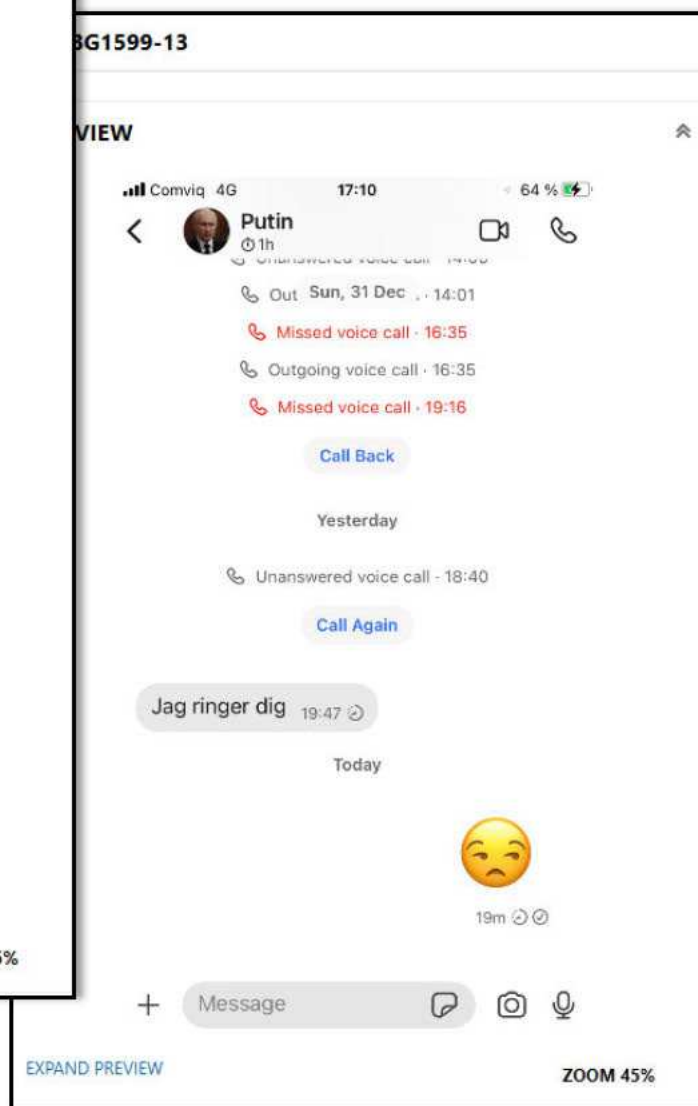 3G1599-13
VIEW
Comviq 4G 17:10 64 %
Putin
1h
Out Sun, 31 Dec . · 14:01
Missed voice call · 16:35
Outgoing voice call · 16:35
Missed voice call · 19:16
Call Back
Yesterday
Unanswered voice call · 18:40
Call Again
Jag ringer dig 19:47
Today
19m
Message
EXPAND PREVIEW
ZOOM 45%